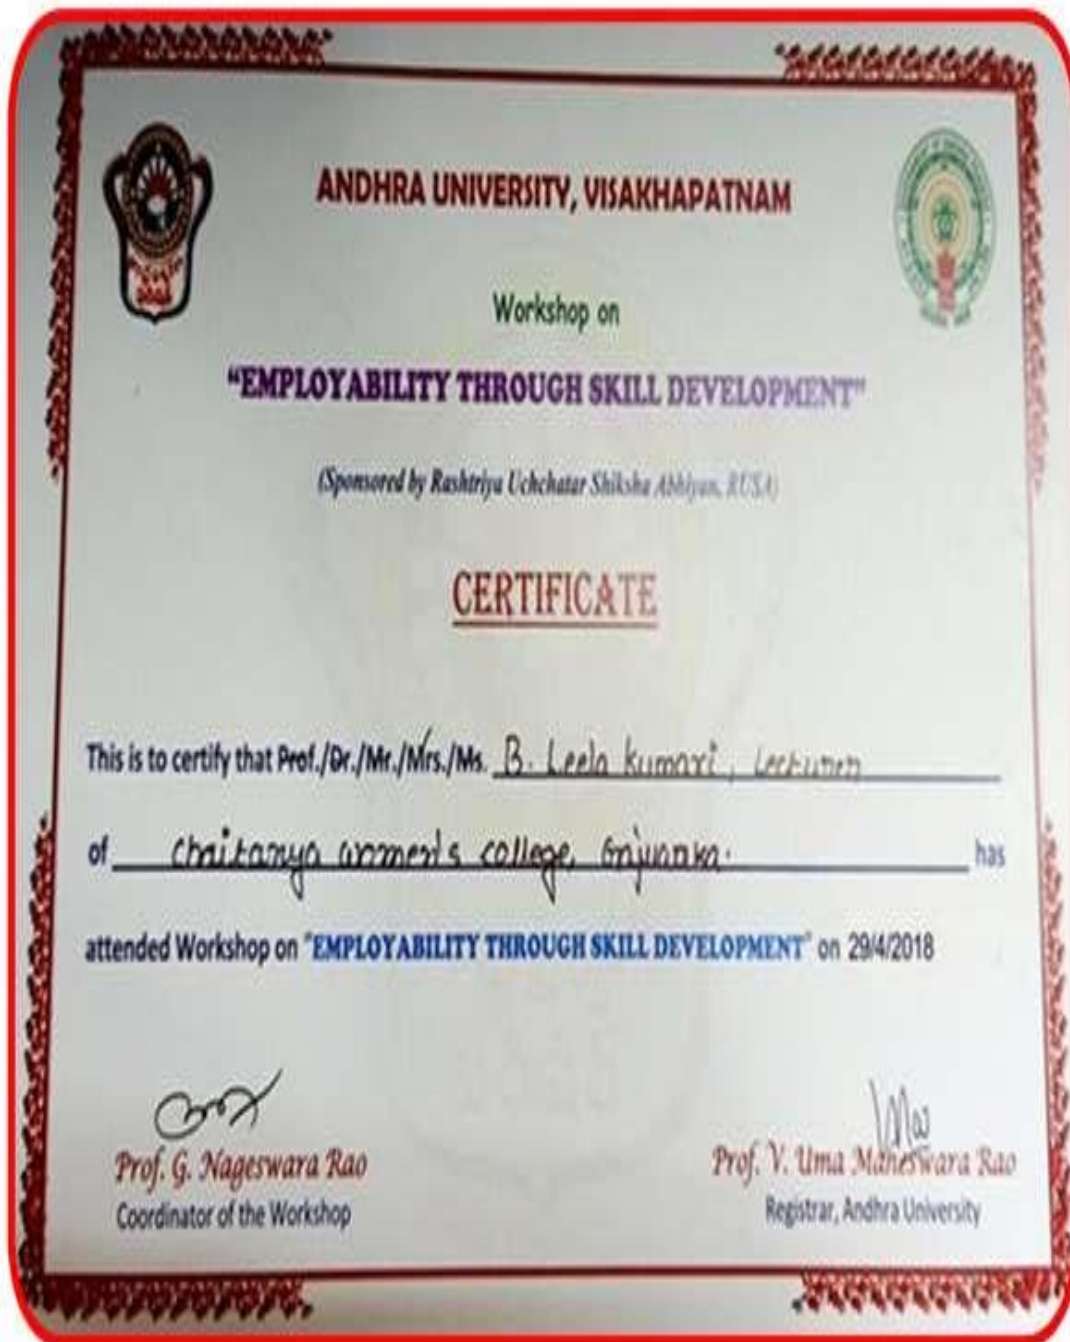 ANDHRA UNIVERSITY, VISAKHAPATNAM
Workshop on
"EMPLOYABILITY THROUGH SKILL DEVELOPMENT"
(Sponsored by Rashtriya Uchchatar Shiksha Abhiyan, RUSA)
CERTIFICATE
This is to certify that Prof./Dr./Mr./Mrs./Ms. B. Leela kumari, Lecturer
of Chaitanya women's college, Gajuwaka. has
attended Workshop on "EMPLOYABILITY THROUGH SKILL DEVELOPMENT" on 29/4/2018
Prof. G. Nageswara Rao
Coordinator of the Workshop
Prof. V. Uma Maheswara Rao
Registrar, Andhra University